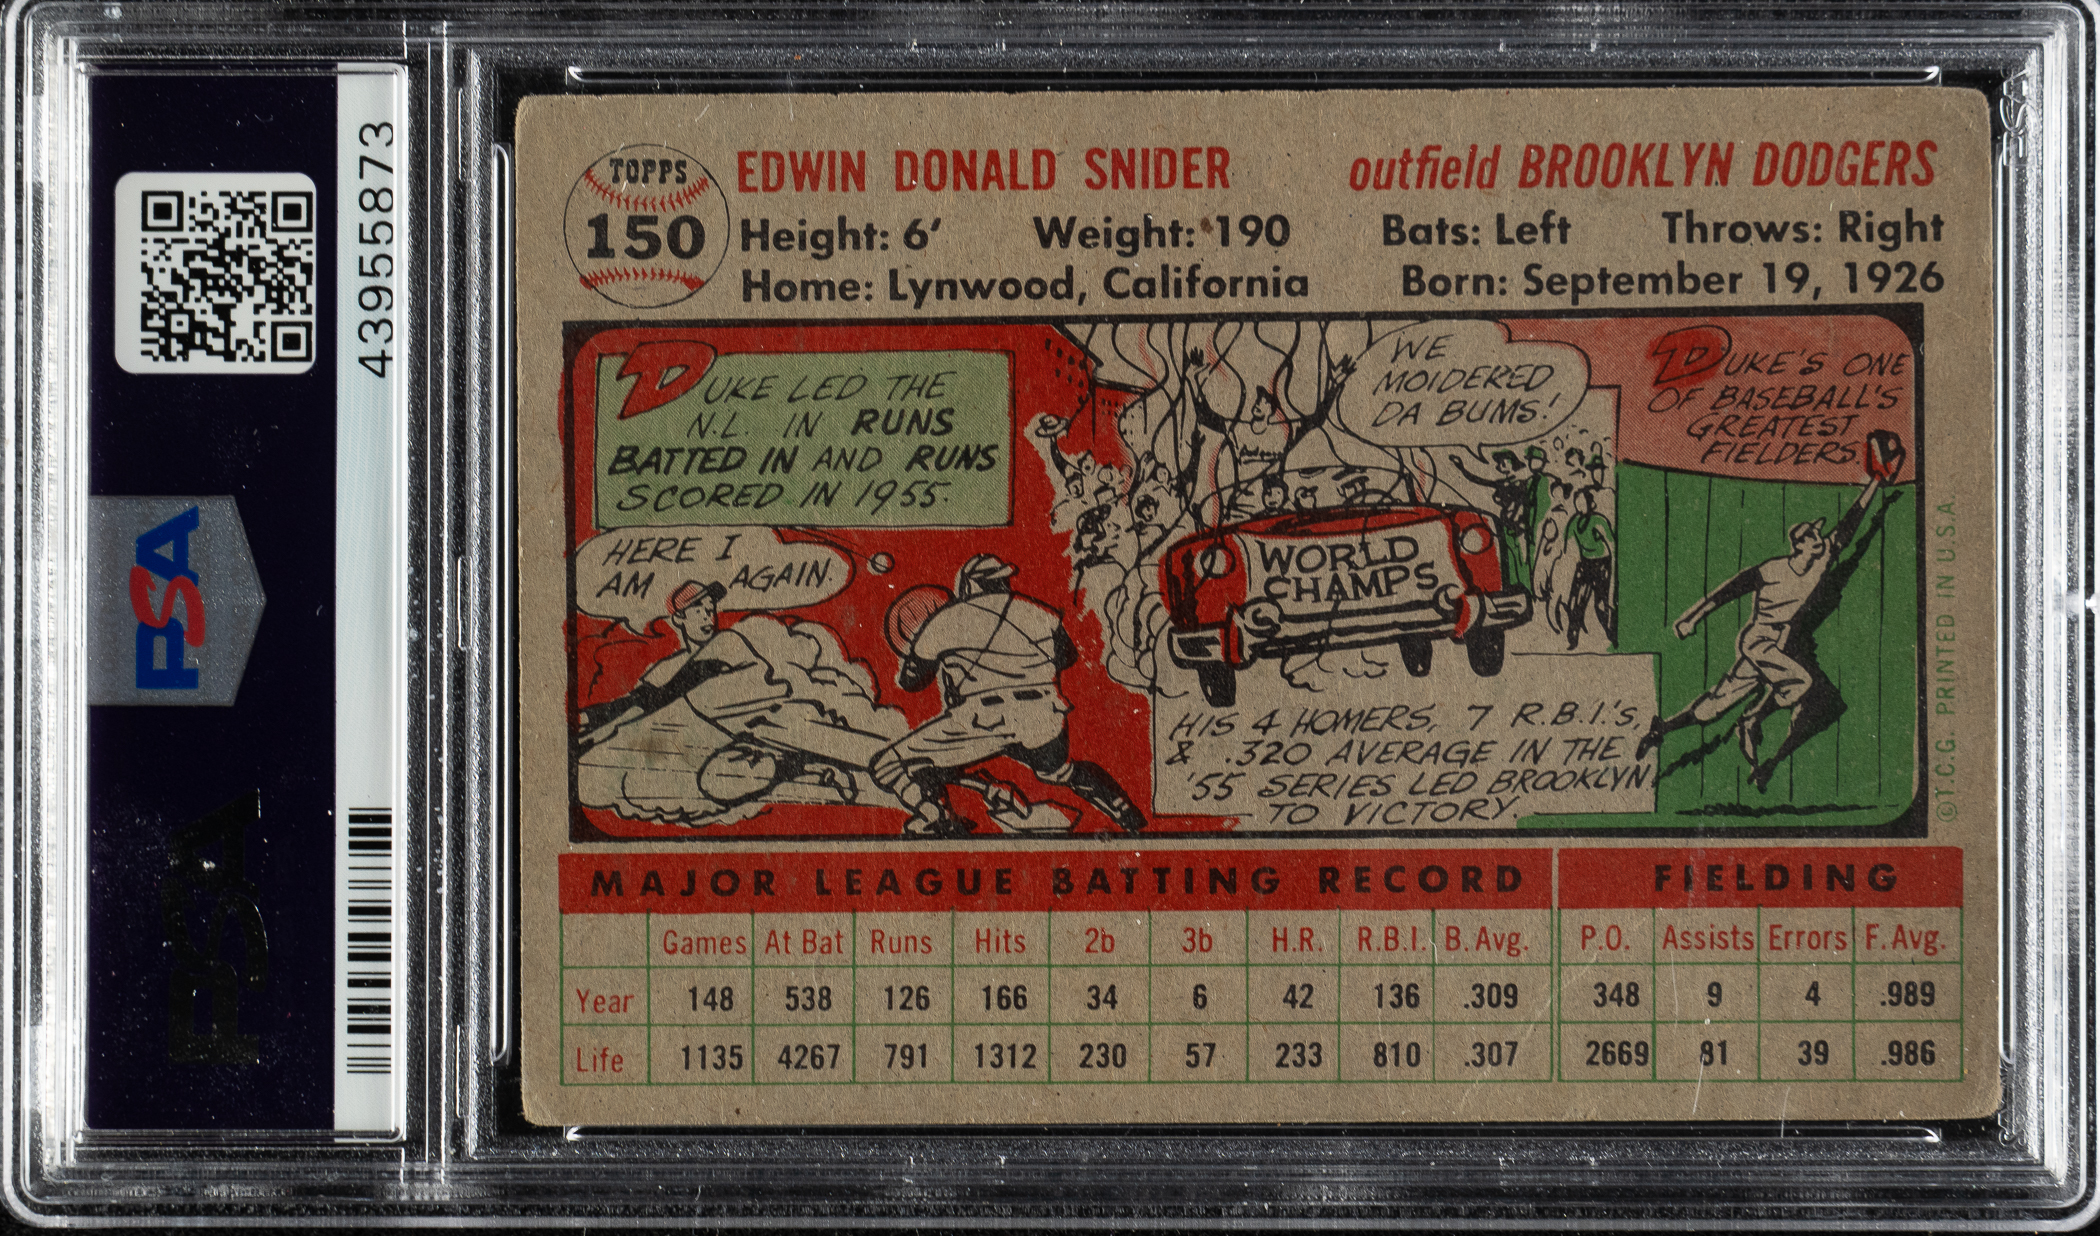 43955873
PSA
PSA
TOPPS
150
EDWIN DONALD SNIDER outfield BROOKLYN DODGERS
Height: 6' Weight: 190 Bats: Left Throws: Right
Home: Lynwood, California Born: September 19, 1926
DUKE LED THE
N.L. IN RUNS
BATTED IN AND RUNS
SCORED IN 1955.
HERE I
AM AGAIN.
WE
MOIDERED
DA BUMS!
WORLD
CHAMPS
HIS 4 HOMERS, 7 R.B.I.'S,
& .320 AVERAGE IN THE
'55 SERIES LED BROOKLYN
TO VICTORY.
DUKE'S ONE
OF BASEBALL'S
GREATEST
FIELDERS.
©T.C.G. PRINTED IN U.S.A.
MAJOR LEAGUE BATTING RECORD FIELDING
Games At Bat Runs Hits 2b 3b H.R. R.B.I. B. Avg. P.O. Assists Errors F. Avg.
Year 148 538 126 166 34 6 42 136 .309 348 9 4 .989
Life 1135 4267 791 1312 230 57 233 810 .307 2669 81 39 .986